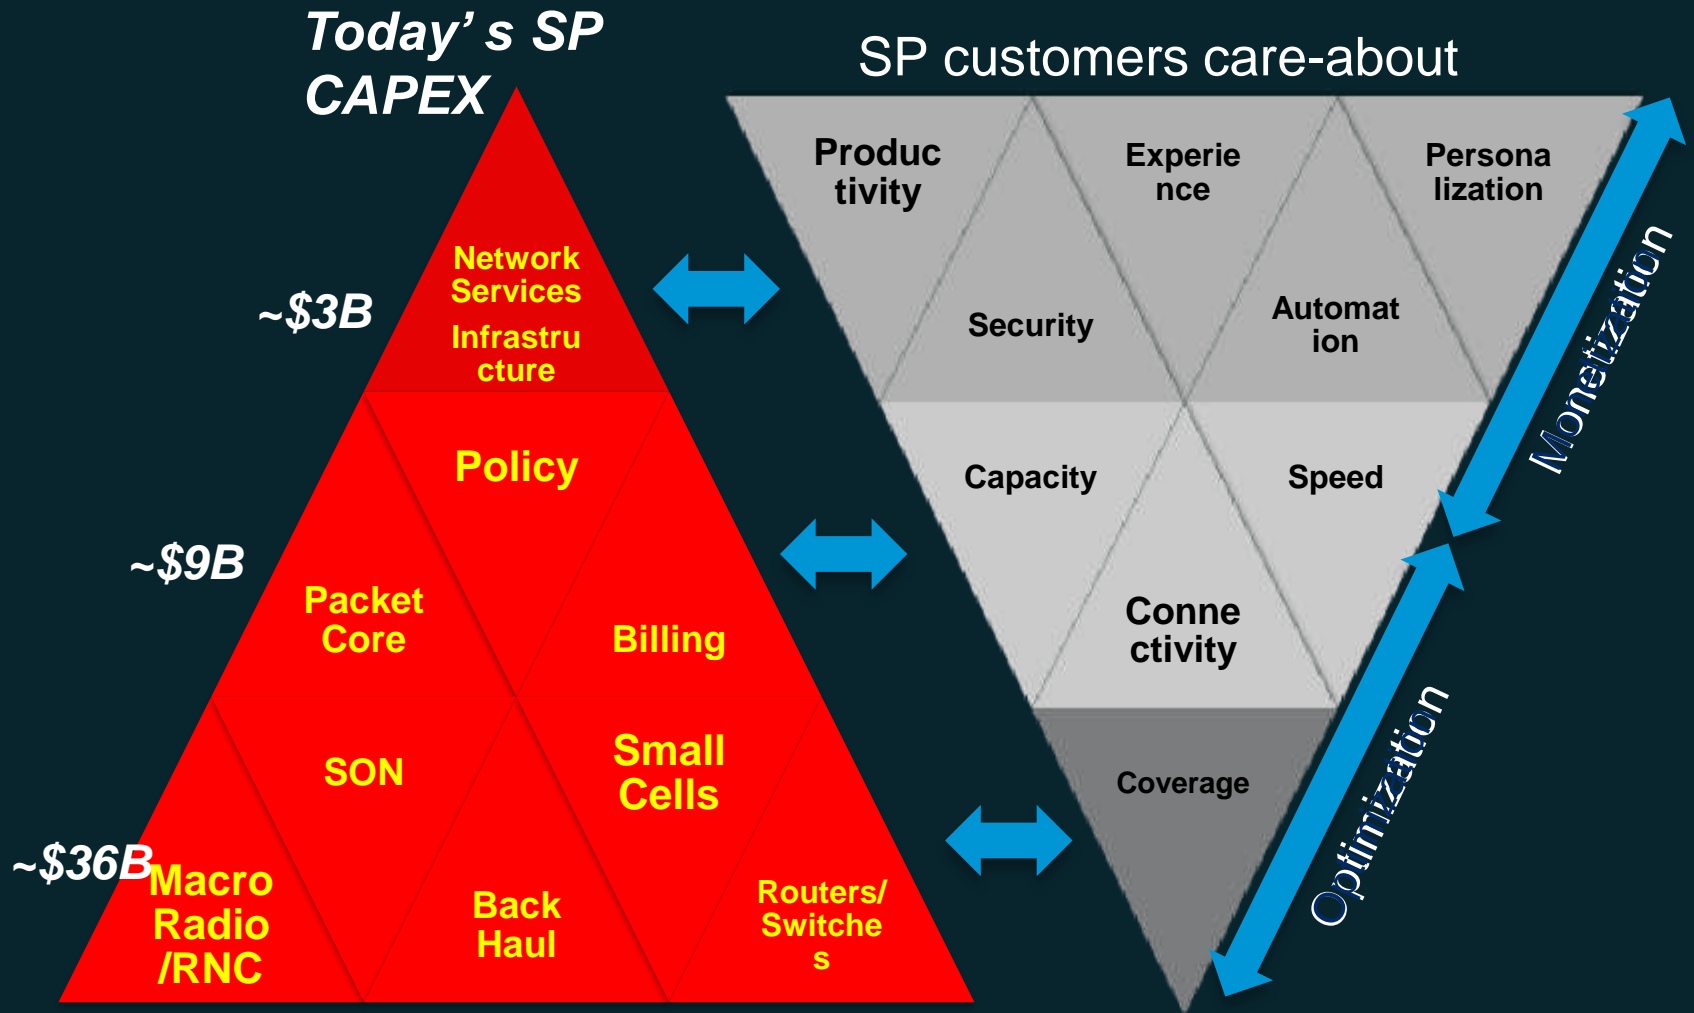 Today’ s SP
CAPEX
SP customers care-about
Produc
tivity
Experie
nce
Persona
lization
Network
Services
Infrastru
cture
~$3B
Security
Automat
ion
Monetization
Policy
Capacity
Speed
~$9B
Packet
Core
Billing
Conne
ctivity
SON
Small
Cells
Coverage
Optimization
~$36B
Macro
Radio
/RNC
Back
Haul
Routers/
Switche
s